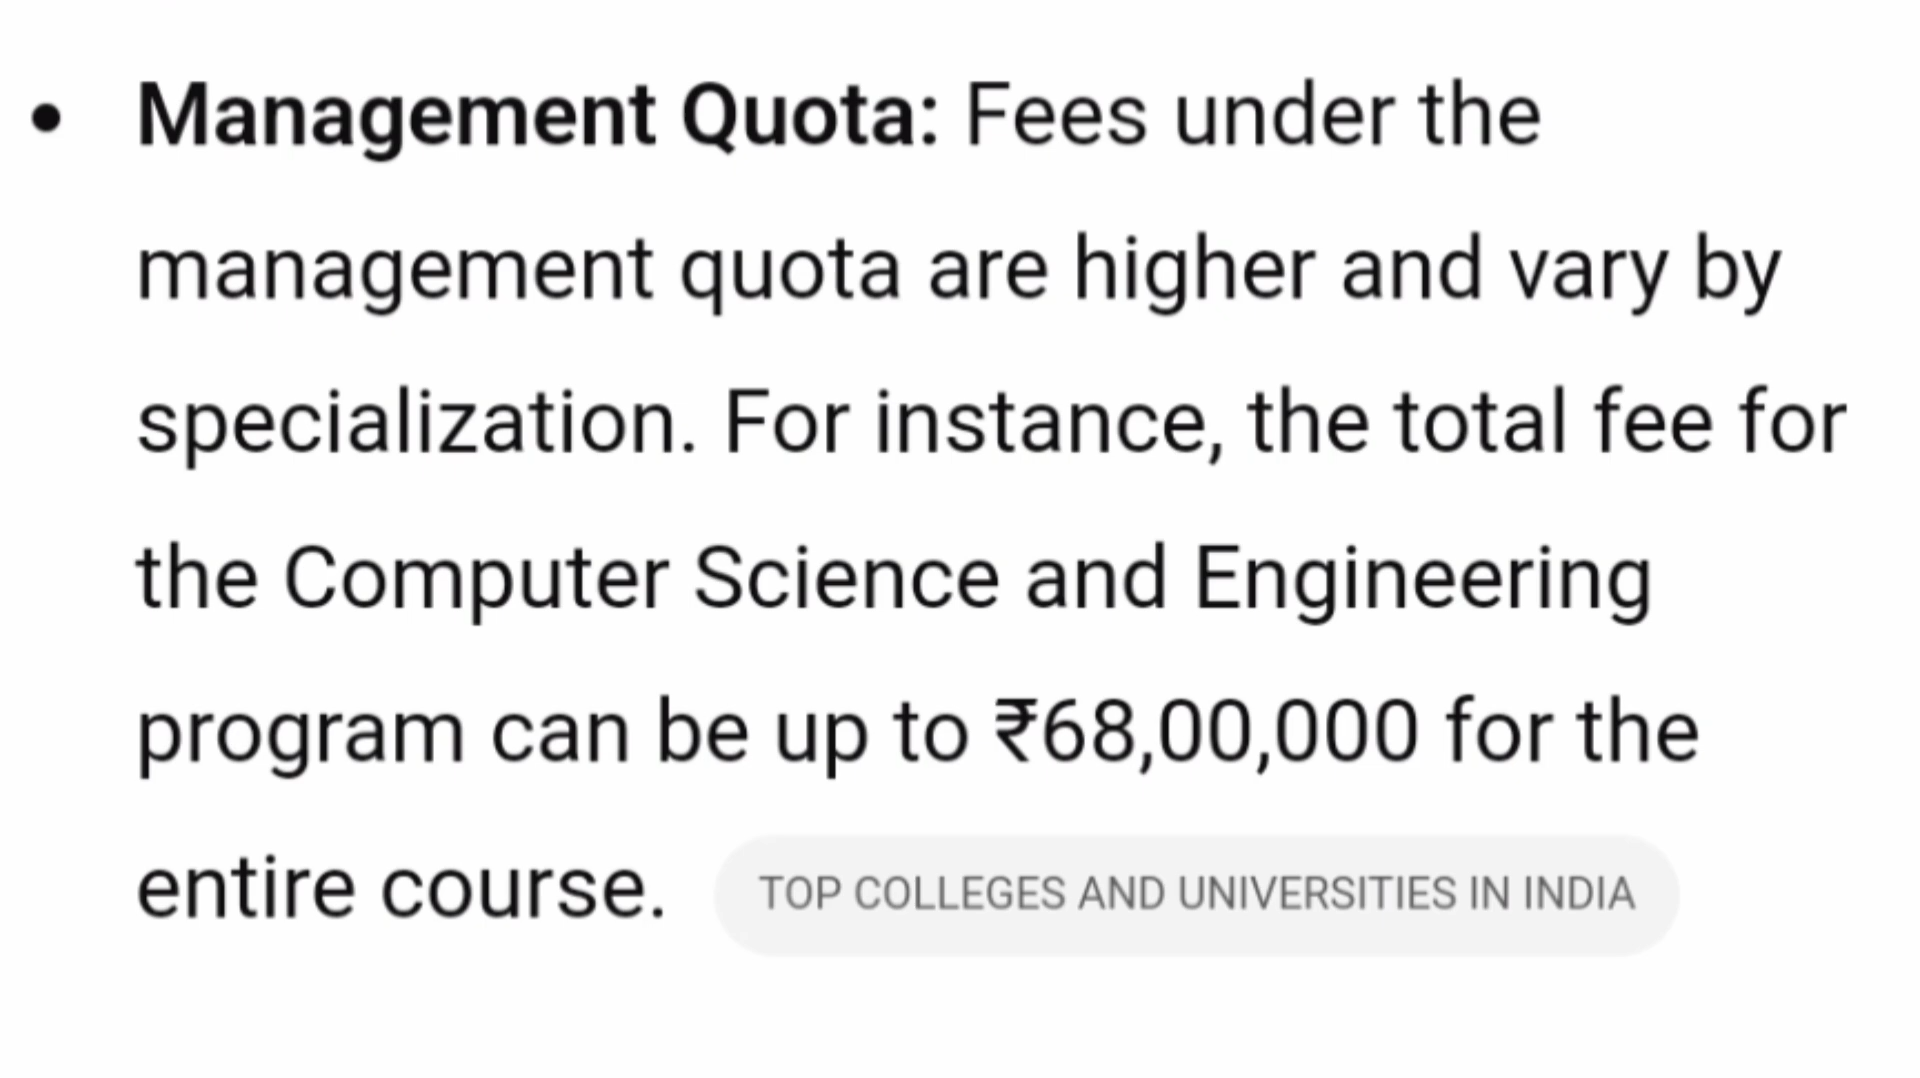 • Management Quota: Fees under the
management quota are higher and vary by
specialization. For instance, the total fee for
the Computer Science and Engineering
program can be up to ₹68,00,000 for the
entire course. TOP COLLEGES AND UNIVERSITIES IN INDIA